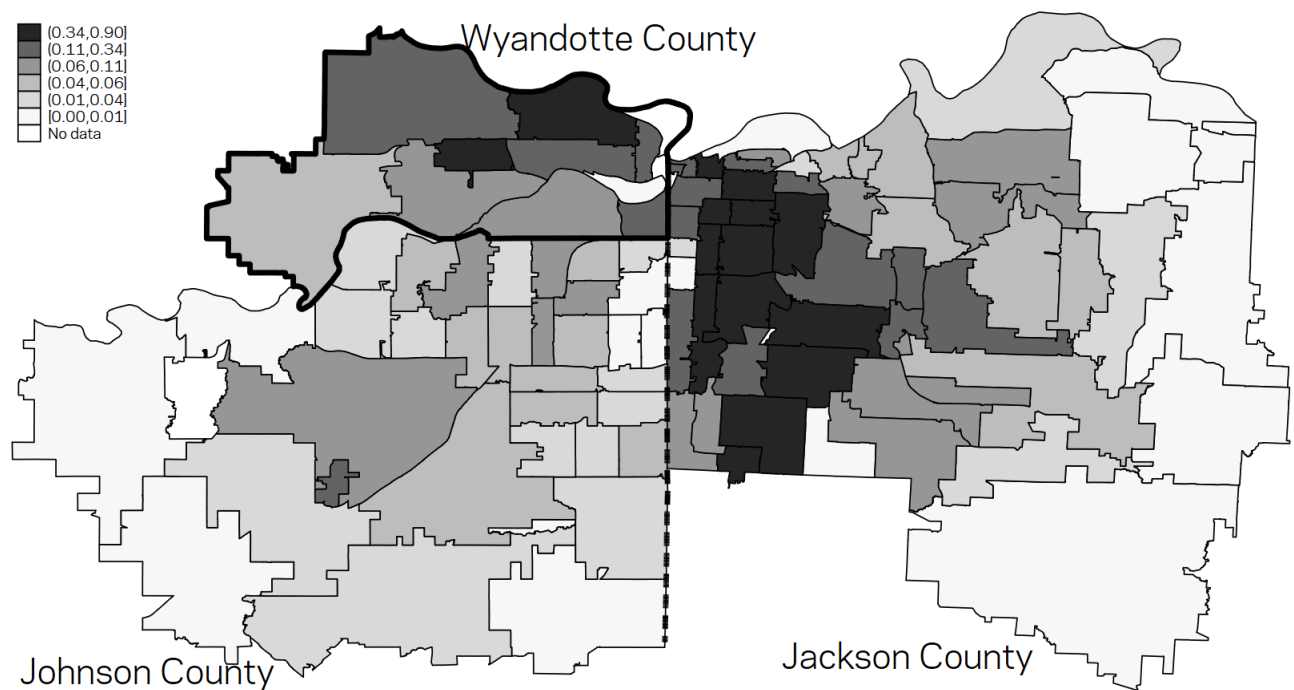 (0.34,0.90]
(0.11,0.34]
(0.06,0.11]
(0.04,0.06]
(0.01,0.04]
[0.00,0.01]
No data
Wyandotte County
Johnson County
Jackson County